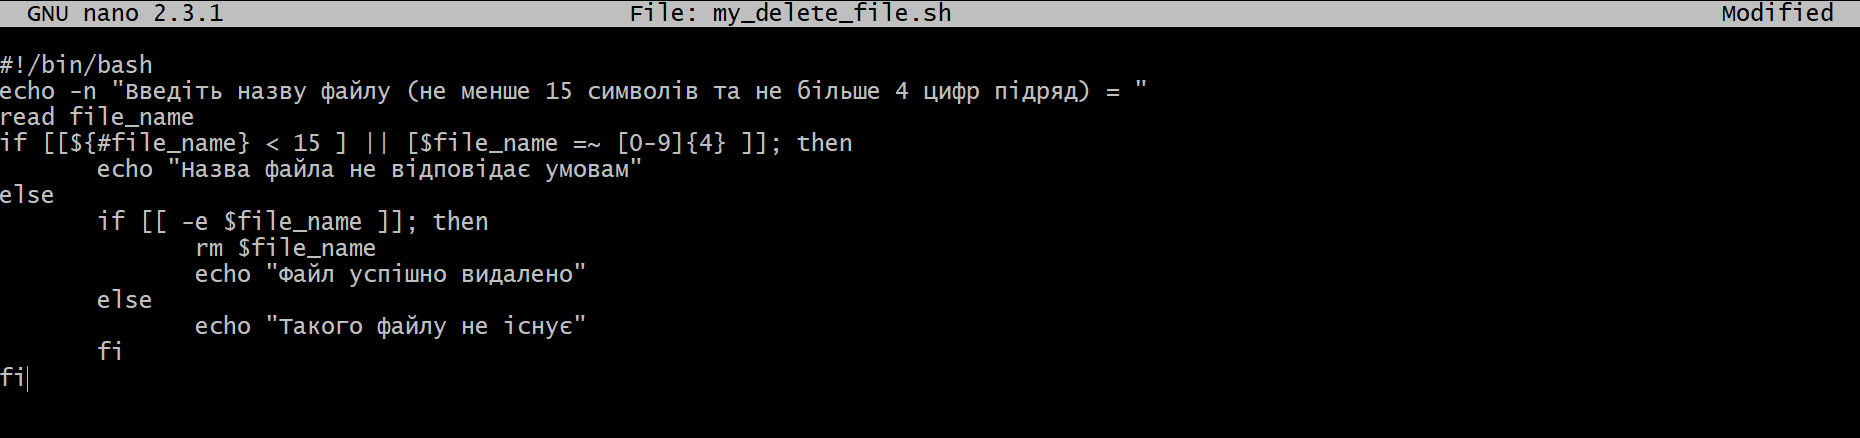 GNU nano 2.3.1 File: my_delete_file.sh Modified
#!/bin/bash
echo -n "Введіть назву файлу (не менше 15 символів та не більше 4 цифр підряд) = "
read file_name
if [[${#file_name} < 15 ] || [$file_name =~ [0-9]{4} ]]; then
echo "Назва файла не відповідає умовам"
else
if [[ -e $file_name ]]; then
rm $file_name
echo "Файл успішно видалено"
else
echo "Такого файлу не існує"
fi
fi